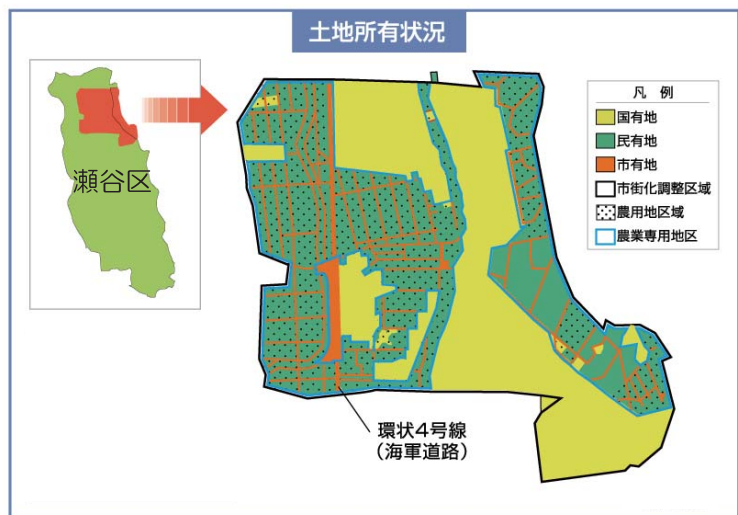 土地所有状況
瀬谷区
凡例
国有地
民有地
市有地
市街化調整区域
農用地区域
農業専用地区
環状4号線
(海軍道路)